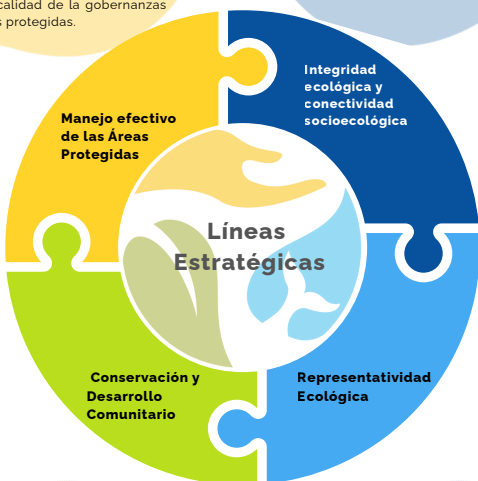 calidad de la gobernanzas
s protegidas.
Integridad
ecológica y
conectividad
socioecológica
Manejo efectivo
de las Áreas
Protegidas
Líneas
Estratégicas
Conservación y
Desarrollo
Comunitario
Representatividad
Ecológica